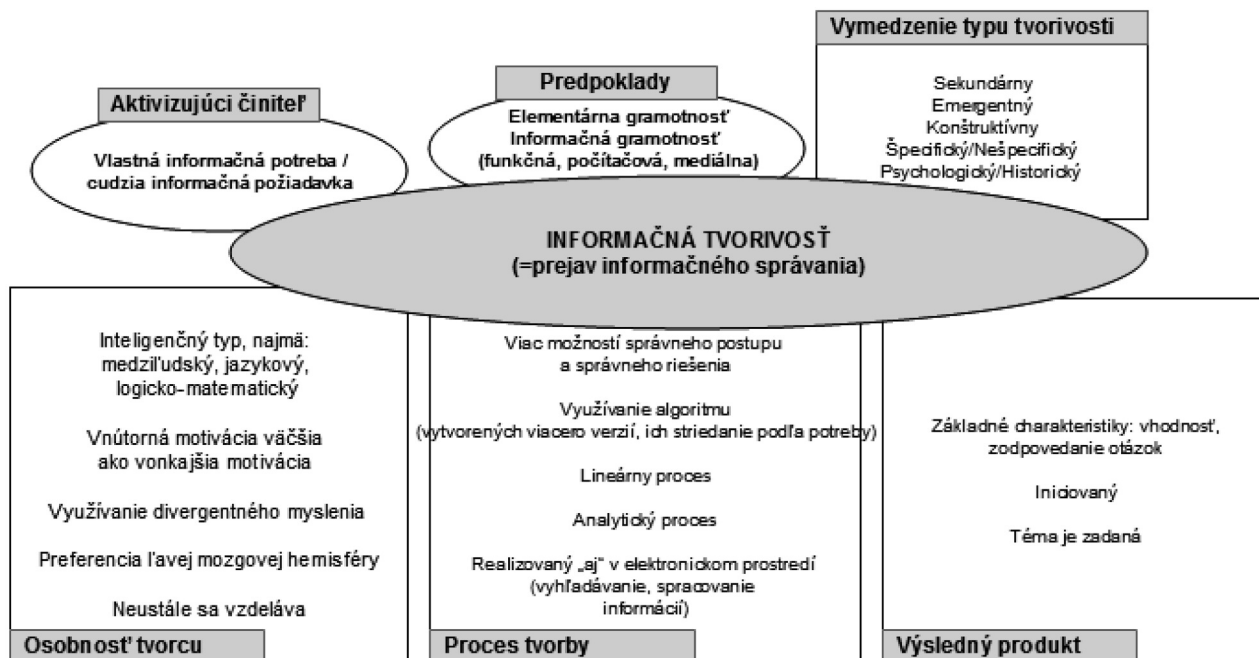 Aktivizujúci činiteľ
Vlastná informačná potreba /
cudzia informačná požiadavka
Predpoklady
Elementárna gramotnosť
Informačná gramotnosť
(funkčná, počítačová, mediálna)
Vymedzenie typu tvorivosti
Sekundárny
Emergentný
Konštruktívny
Špecifický/Nešpecifický
Psychologický/Historický
INFORMAČNÁ TVORIVOSŤ
(=prejav informačného správania)
Inteligenčný typ, najmä:
medziľudský, jazykový,
logicko-matematický
Vnútorná motivácia väčšia
ako vonkajšia motivácia
Využívanie divergentného myslenia
Preferencia ľavej mozgovej hemisféry
Neustále sa vzdeláva
Osobnosť tvorcu
Viac možností správneho postupu
a správneho riešenia
Využívanie algoritmu
(vytvorených viacero verzií, ich striedanie podľa potreby)
Lineárny proces
Analytický proces
Realizovaný „aj“ v elektronickom prostredí
(vyhľadávanie, spracovanie
informácií)
Proces tvorby
Základné charakteristiky: vhodnosť,
zodpovedanie otázok
Iniciovaný
Téma je zadaná
Výsledný produkt